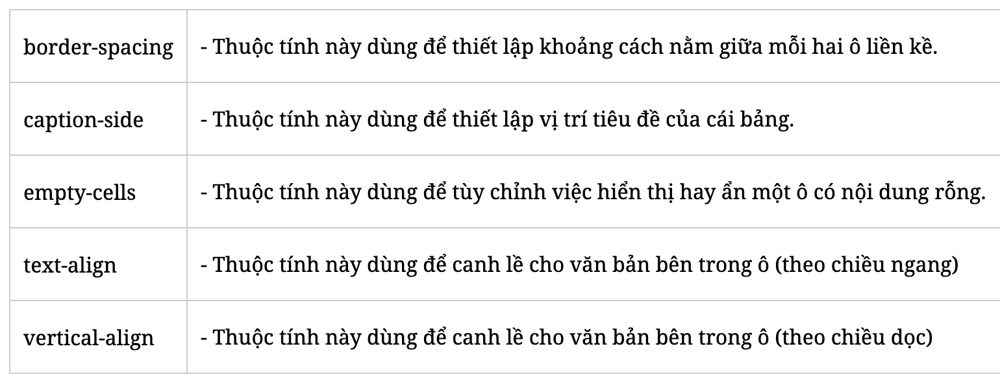 border-spacing - Thuộc tính này dùng để thiết lập khoảng cách nằm giữa mỗi hai ô liền kề.
caption-side - Thuộc tính này dùng để thiết lập vị trí tiêu đề của cái bảng.
empty-cells - Thuộc tính này dùng để tùy chỉnh việc hiển thị hay ẩn một ô có nội dung rỗng.
text-align - Thuộc tính này dùng để canh lề cho văn bản bên trong ô (theo chiều ngang)
vertical-align - Thuộc tính này dùng để canh lề cho văn bản bên trong ô (theo chiều dọc)